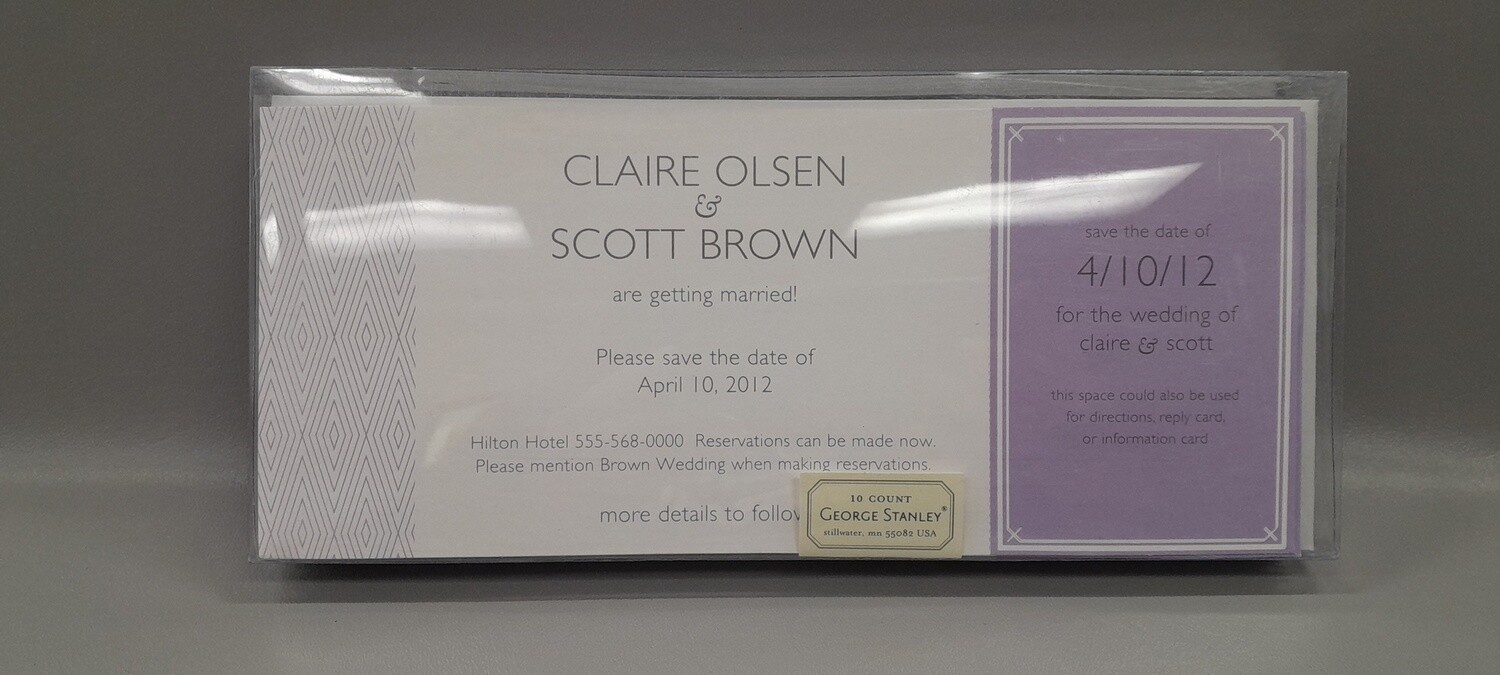 CLAIRE OLSEN
&
SCOTT BROWN
are getting married!
Please save the date of
April 10, 2012
Hilton Hotel 555-568-0000 Reservations can be made now.
Please mention Brown Wedding when making reservations.
more details to follow
10 COUNT
GEORGE STANLEY®
stillwater, mn 55082 USA
save the date of
4/10/12
for the wedding of
claire & scott
this space could also be used
for directions, reply card,
or information card